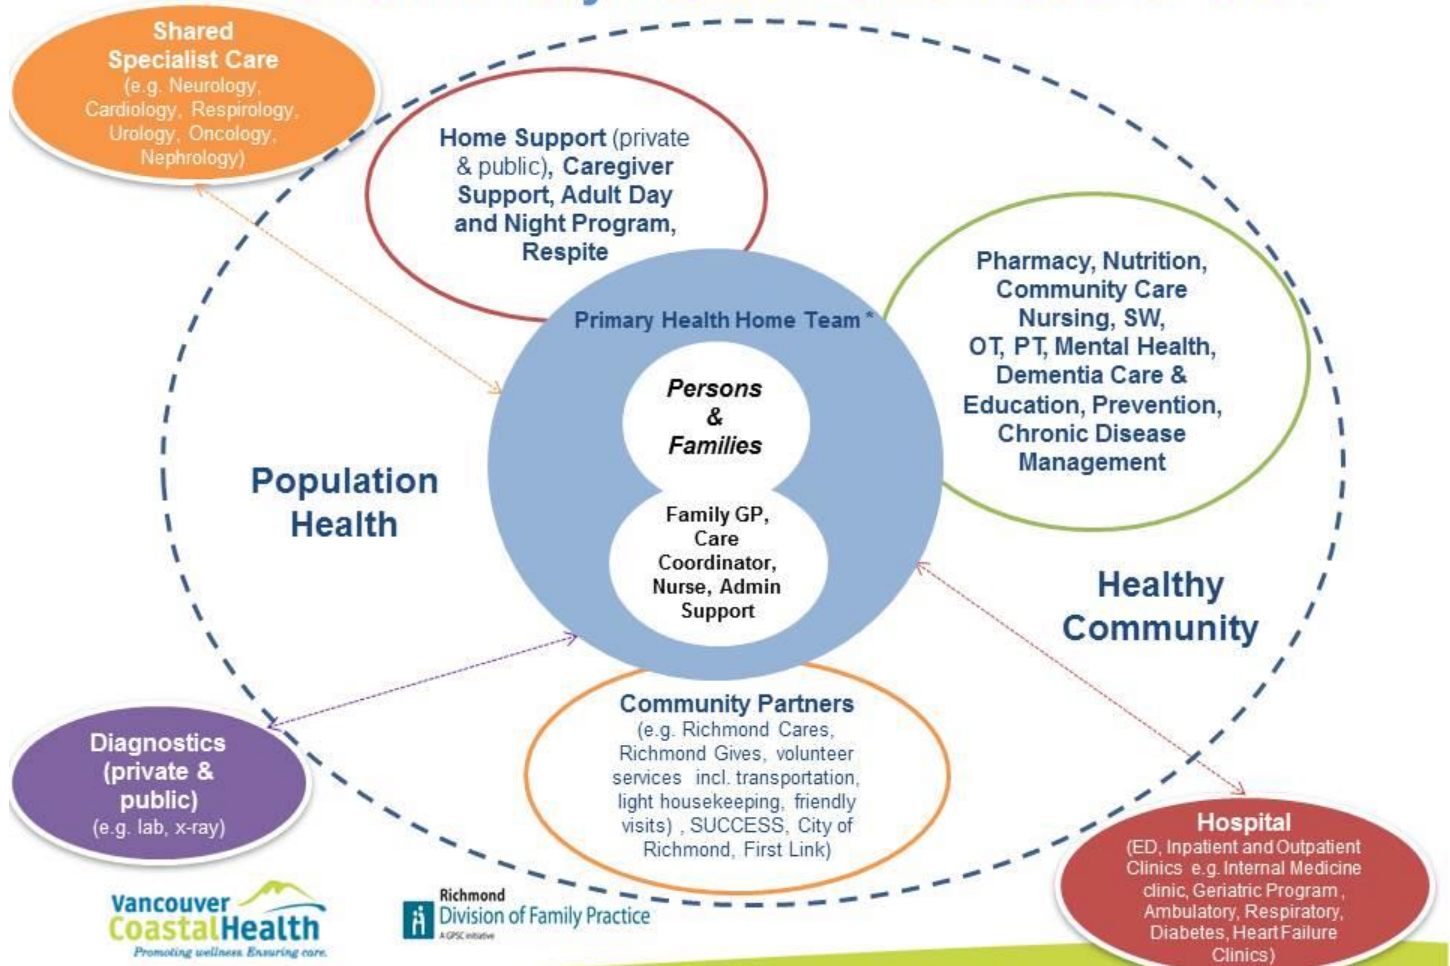 Shared
Specialist Care
(e.g. Neurology,
Cardiology, Respirology,
Urology, Oncology,
Nephrology)
Home Support (private
& public), Caregiver
Support, Adult Day
and Night Program,
Respite
Pharmacy, Nutrition,
Community Care
Nursing, SW,
OT, PT, Mental Health,
Dementia Care &
Education, Prevention,
Chronic Disease
Management
Primary Health Home Team *
Persons
&
Families
Family GP,
Care
Coordinator,
Nurse, Admin
Support
Population
Health
Healthy
Community
Community Partners
(e.g. Richmond Cares,
Richmond Gives, volunteer
services incl. transportation,
light housekeeping, friendly
visits) , SUCCESS, City of
Richmond, First Link)
Diagnostics
(private &
public)
(e.g. lab, x-ray)
Hospital
(ED, Inpatient and Outpatient
Clinics e.g. Internal Medicine
clinic, Geriatric Program ,
Ambulatory, Respiratory,
Diabetes, Heart Failure
Clinics)
Vancouver
CoastalHealth
Promoting wellness. Ensuring care.
Richmond
Division of Family Practice
A GPSC initiative